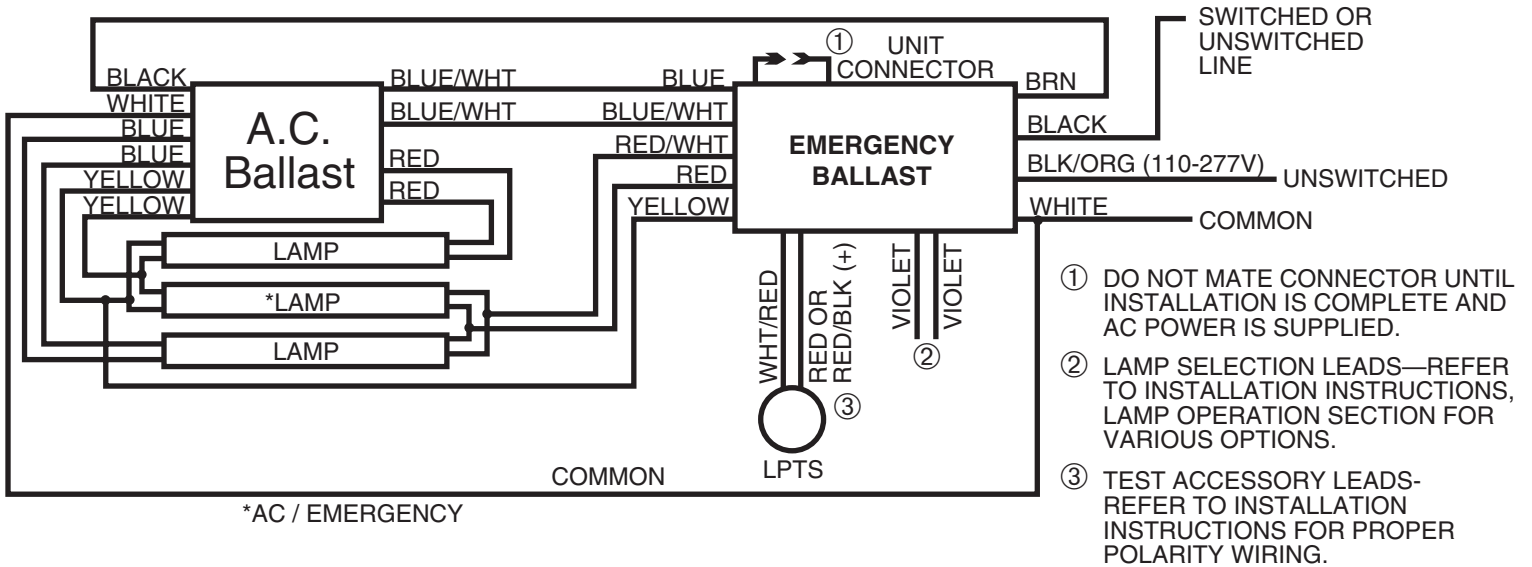 SWITCHED OR
UNSWITCHED
LINE
① UNIT
CONNECTOR
BLACK
WHITE
BLUE
BLUE
YELLOW
YELLOW
A.C.
Ballast
BLUE/WHT
BLUE/WHT
RED
RED
BLUE
BLUE/WHT
RED/WHT
RED
YELLOW
EMERGENCY
BALLAST
BRN
BLACK
BLK/ORG (110-277V)
UNSWITCHED
WHITE
COMMON
LAMP
*LAMP
LAMP
WHT/RED
RED OR
RED/BLK (+)
VIOLET
VIOLET
②
③
LPTS
COMMON
*AC / EMERGENCY
① DO NOT MATE CONNECTOR UNTIL
INSTALLATION IS COMPLETE AND
AC POWER IS SUPPLIED.
② LAMP SELECTION LEADS—REFER
TO INSTALLATION INSTRUCTIONS,
LAMP OPERATION SECTION FOR
VARIOUS OPTIONS.
③ TEST ACCESSORY LEADS-
REFER TO INSTALLATION
INSTRUCTIONS FOR PROPER
POLARITY WIRING.